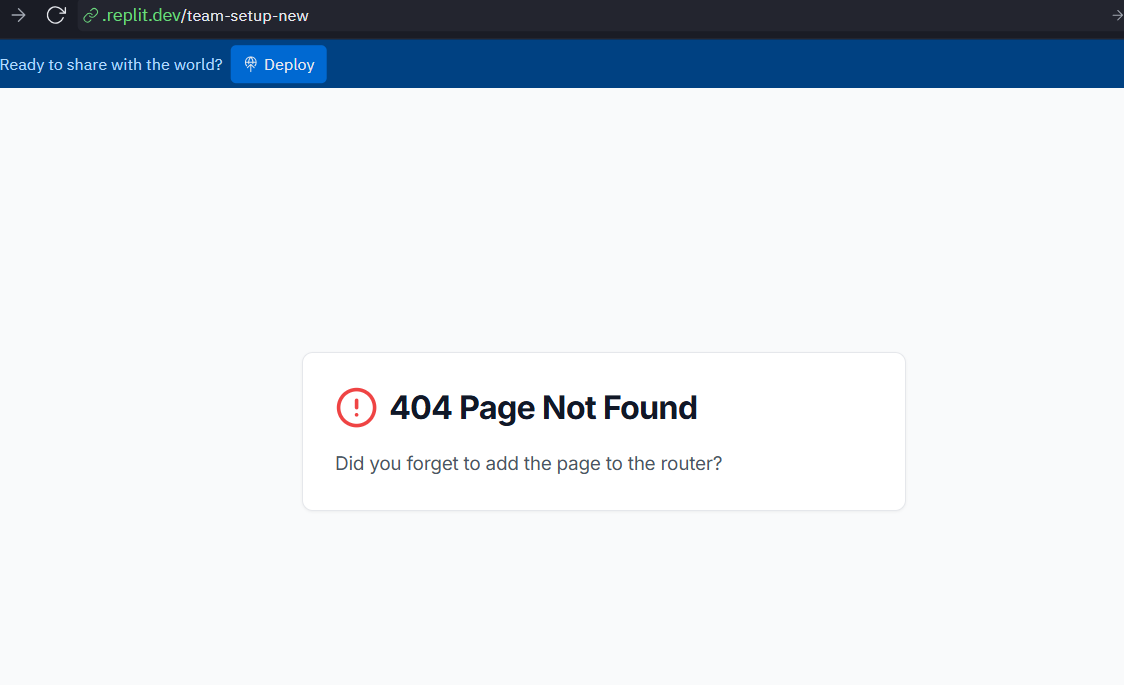 .replit.dev/team-setup-new
Ready to share with the world? Deploy
404 Page Not Found
Did you forget to add the page to the router?